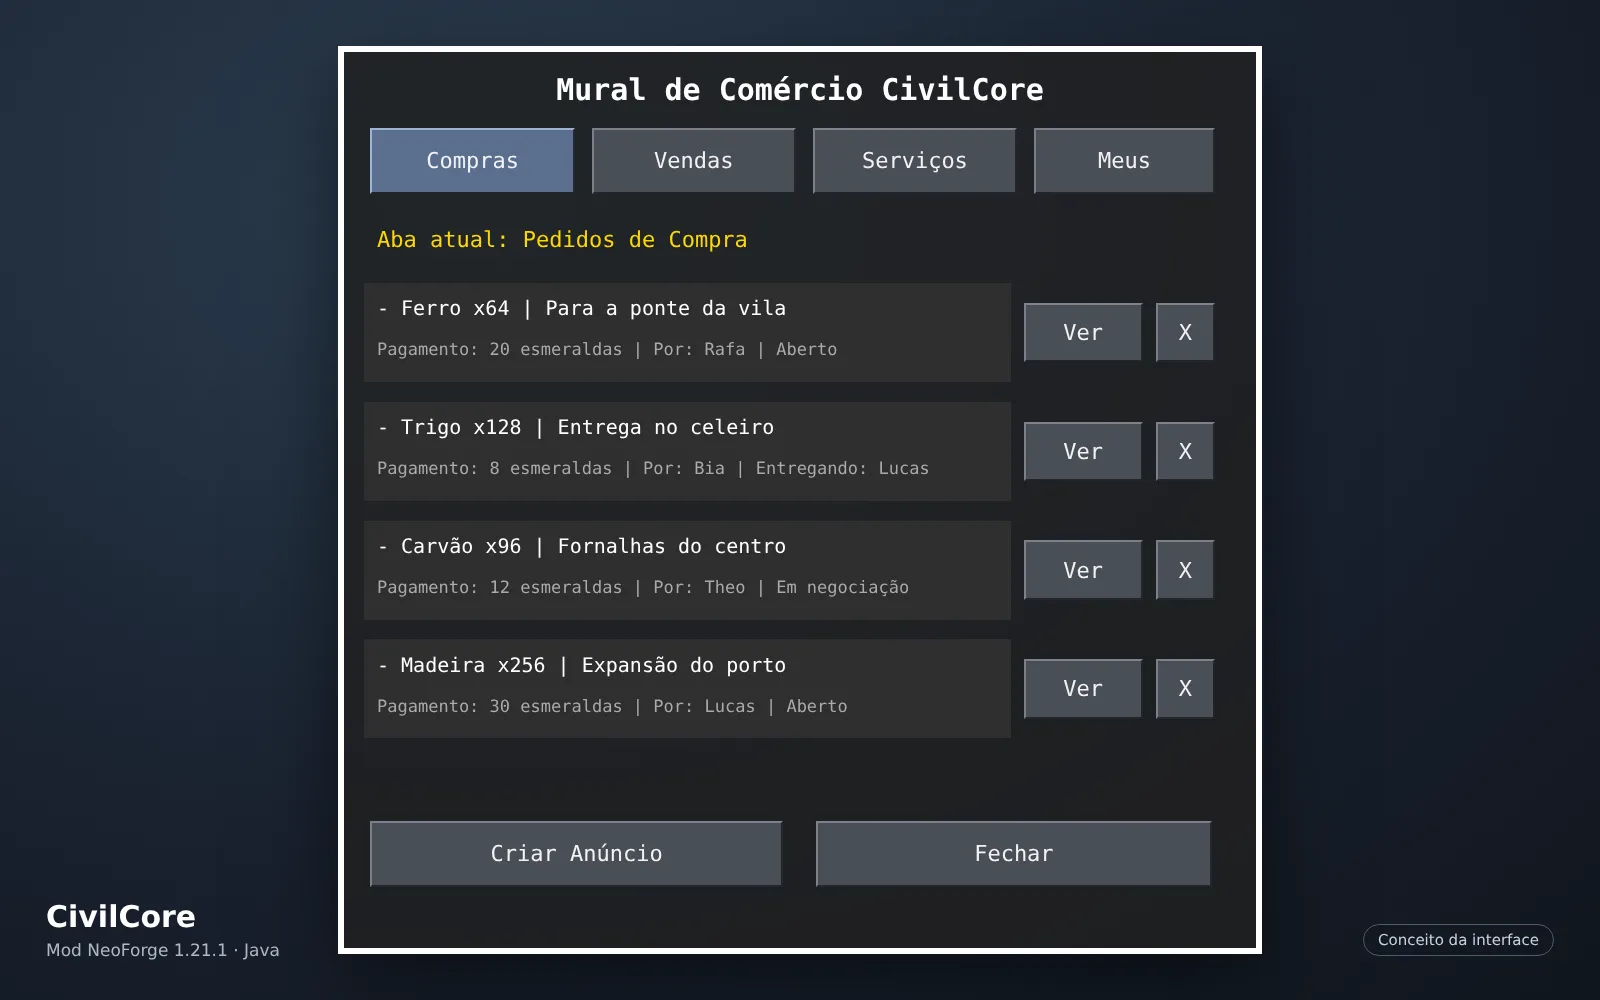 Mural de Comércio CivilCore
Compras
Vendas
Serviços
Meus
Aba atual: Pedidos de Compra
- Ferro x64 | Para a ponte da vila
Pagamento: 20 esmeraldas | Por: Rafa | Aberto
Ver
X
- Trigo x128 | Entrega no celeiro
Pagamento: 8 esmeraldas | Por: Bia | Entregando: Lucas
Ver
X
- Carvão x96 | Fornalhas do centro
Pagamento: 12 esmeraldas | Por: Theo | Em negociação
Ver
X
- Madeira x256 | Expansão do porto
Pagamento: 30 esmeraldas | Por: Lucas | Aberto
Ver
X
Criar Anúncio
Fechar
CivilCore
Mod NeoForge 1.21.1 · Java
Conceito da interface